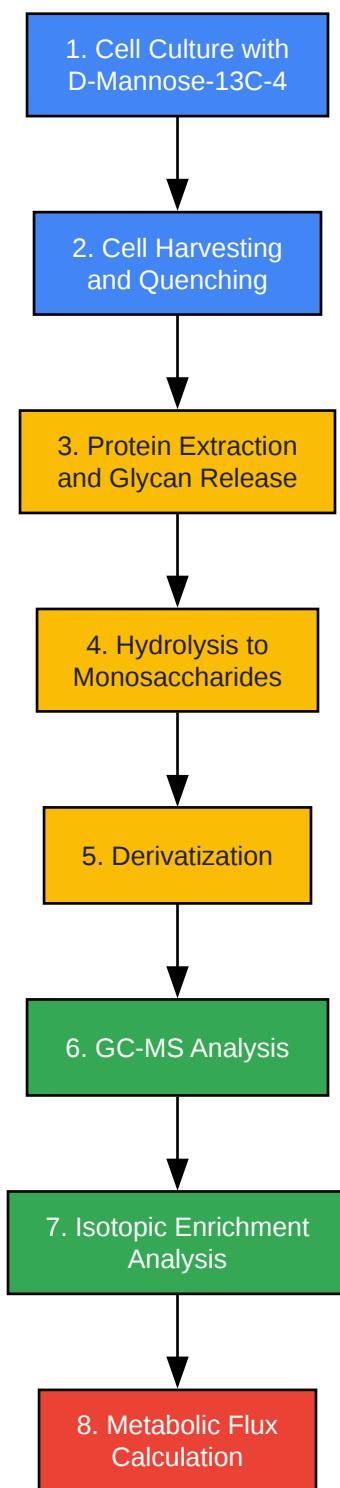 1. Cell Culture with
D-Mannose-13C-4
2. Cell Harvesting
and Quenching
3. Protein Extraction
and Glycan Release
4. Hydrolysis to
Monosaccharides
5. Derivatization
6. GC-MS Analysis
7. Isotopic Enrichment
Analysis
8. Metabolic Flux
Calculation